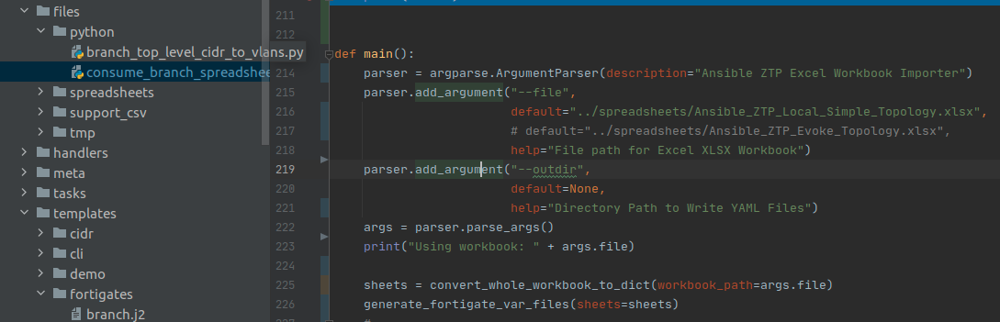 files
python
branch_top_level_cidr_to_vlans.py
consume_branch_spreadshee
spreadsheets
support_csv
tmp
handlers
meta
tasks
templates
cidr
cli
demo
fortigates
branch.j2
211
212
213 def main():
214 parser = argparse.ArgumentParser(description="Ansible ZTP Excel Workbook Importer")
215 parser.add_argument("--file",
216 default="../spreadsheets/Ansible_ZTP_Local_Simple_Topology.xlsx",
217 # default="../spreadsheets/Ansible_ZTP_Evoke_Topology.xlsx",
218 help="File path for Excel XLSX Workbook")
219 parser.add_argument("--outdir",
220 default=None,
221 help="Directory Path to Write YAML Files")
222 args = parser.parse_args()
223 print("Using workbook: " + args.file)
224
225 sheets = convert_whole_workbook_to_dict(workbook_path=args.file)
226 generate_fortigate_var_files(sheets=sheets)